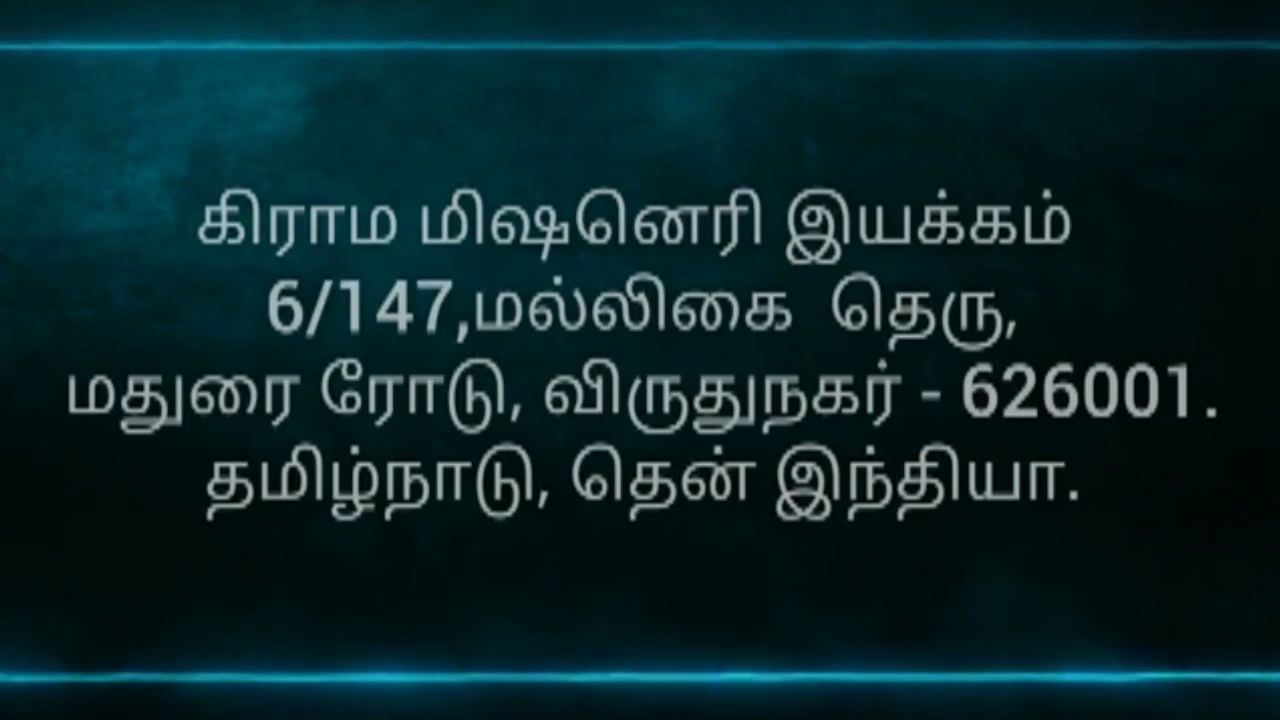 கிராம மிஷனெரி இயக்கம்
6/147,மல்லிகை தெரு,
மதுரை ரோடு, விருதுநகர் - 626001.
தமிழ்நாடு, தென் இந்தியா.